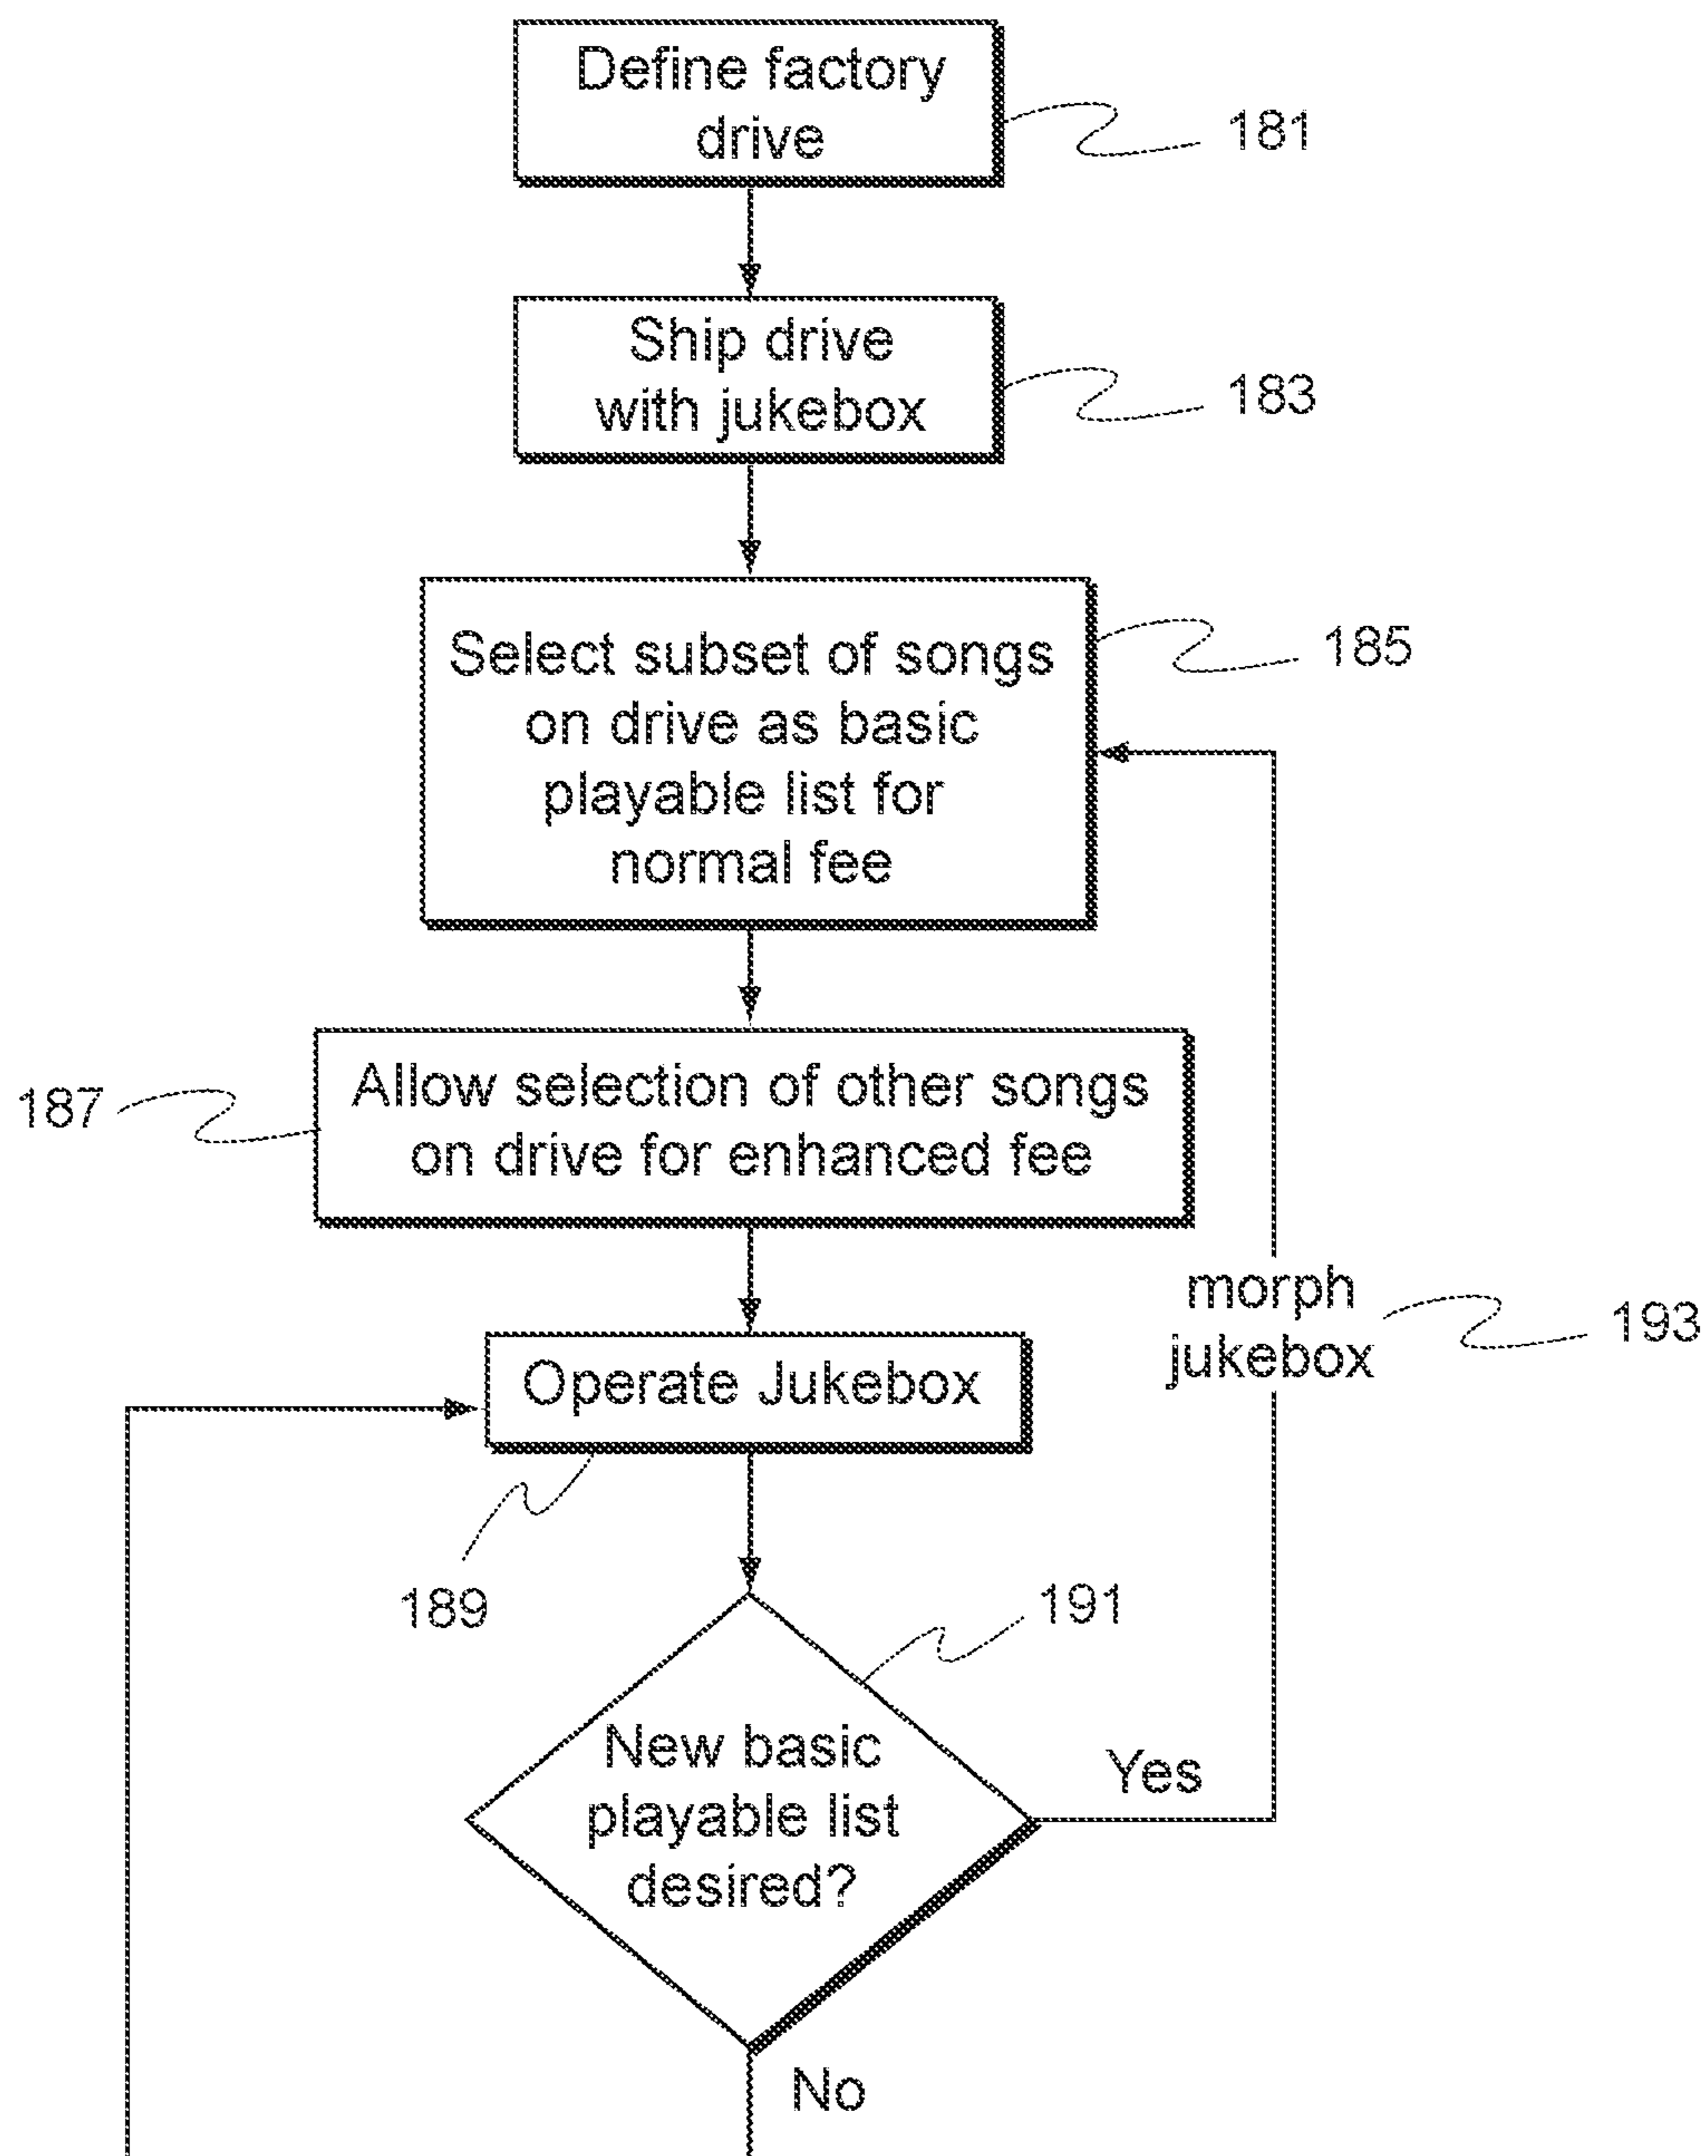 Define factory
drive
181
Ship drive
with jukebox
183
Select subset of songs
on drive as basic
playable list for
normal fee
185
187
Allow selection of other songs
on drive for enhanced fee
morph
jukebox
193
Operate Jukebox
189
191
New basic
playable list
desired?
Yes
No